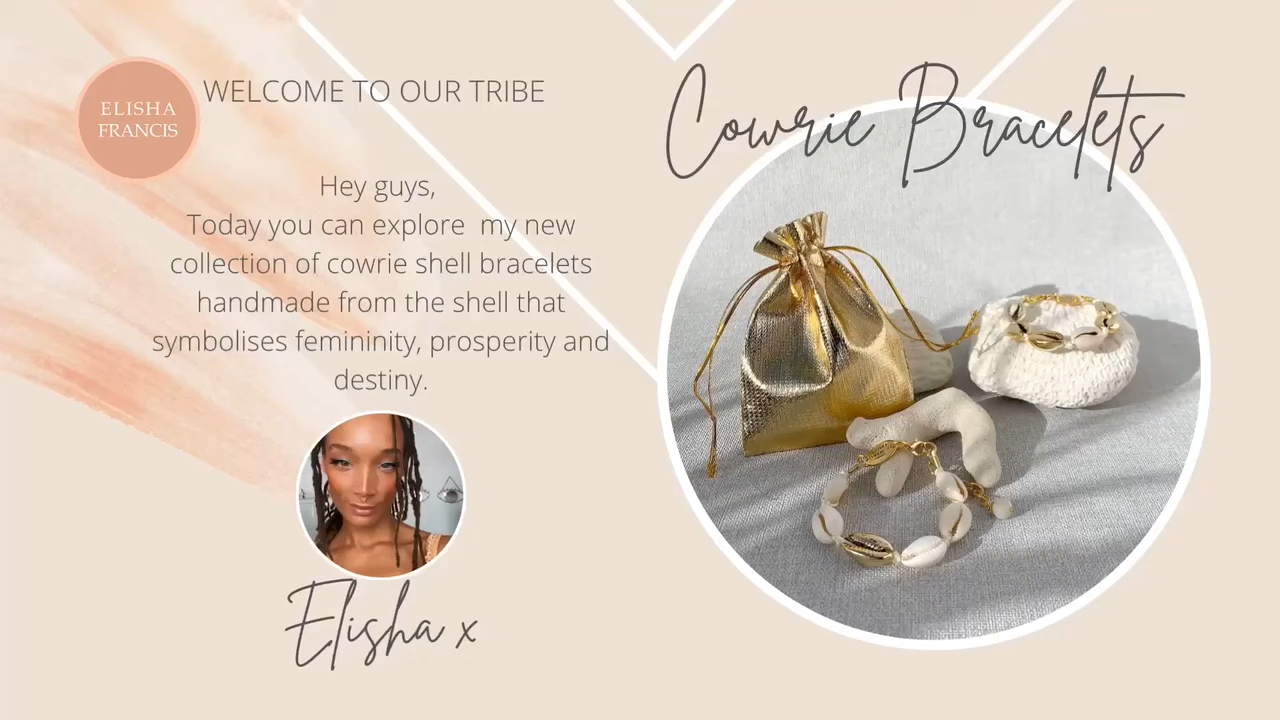 ELISHA
FRANCIS
WELCOME TO OUR TRIBE
Hey guys,
Today you can explore  my new
collection of cowrie shell bracelets
handmade from the shell that
symbolises femininity, prosperity and
destiny.
Elisha x
Cowrie Bracelets